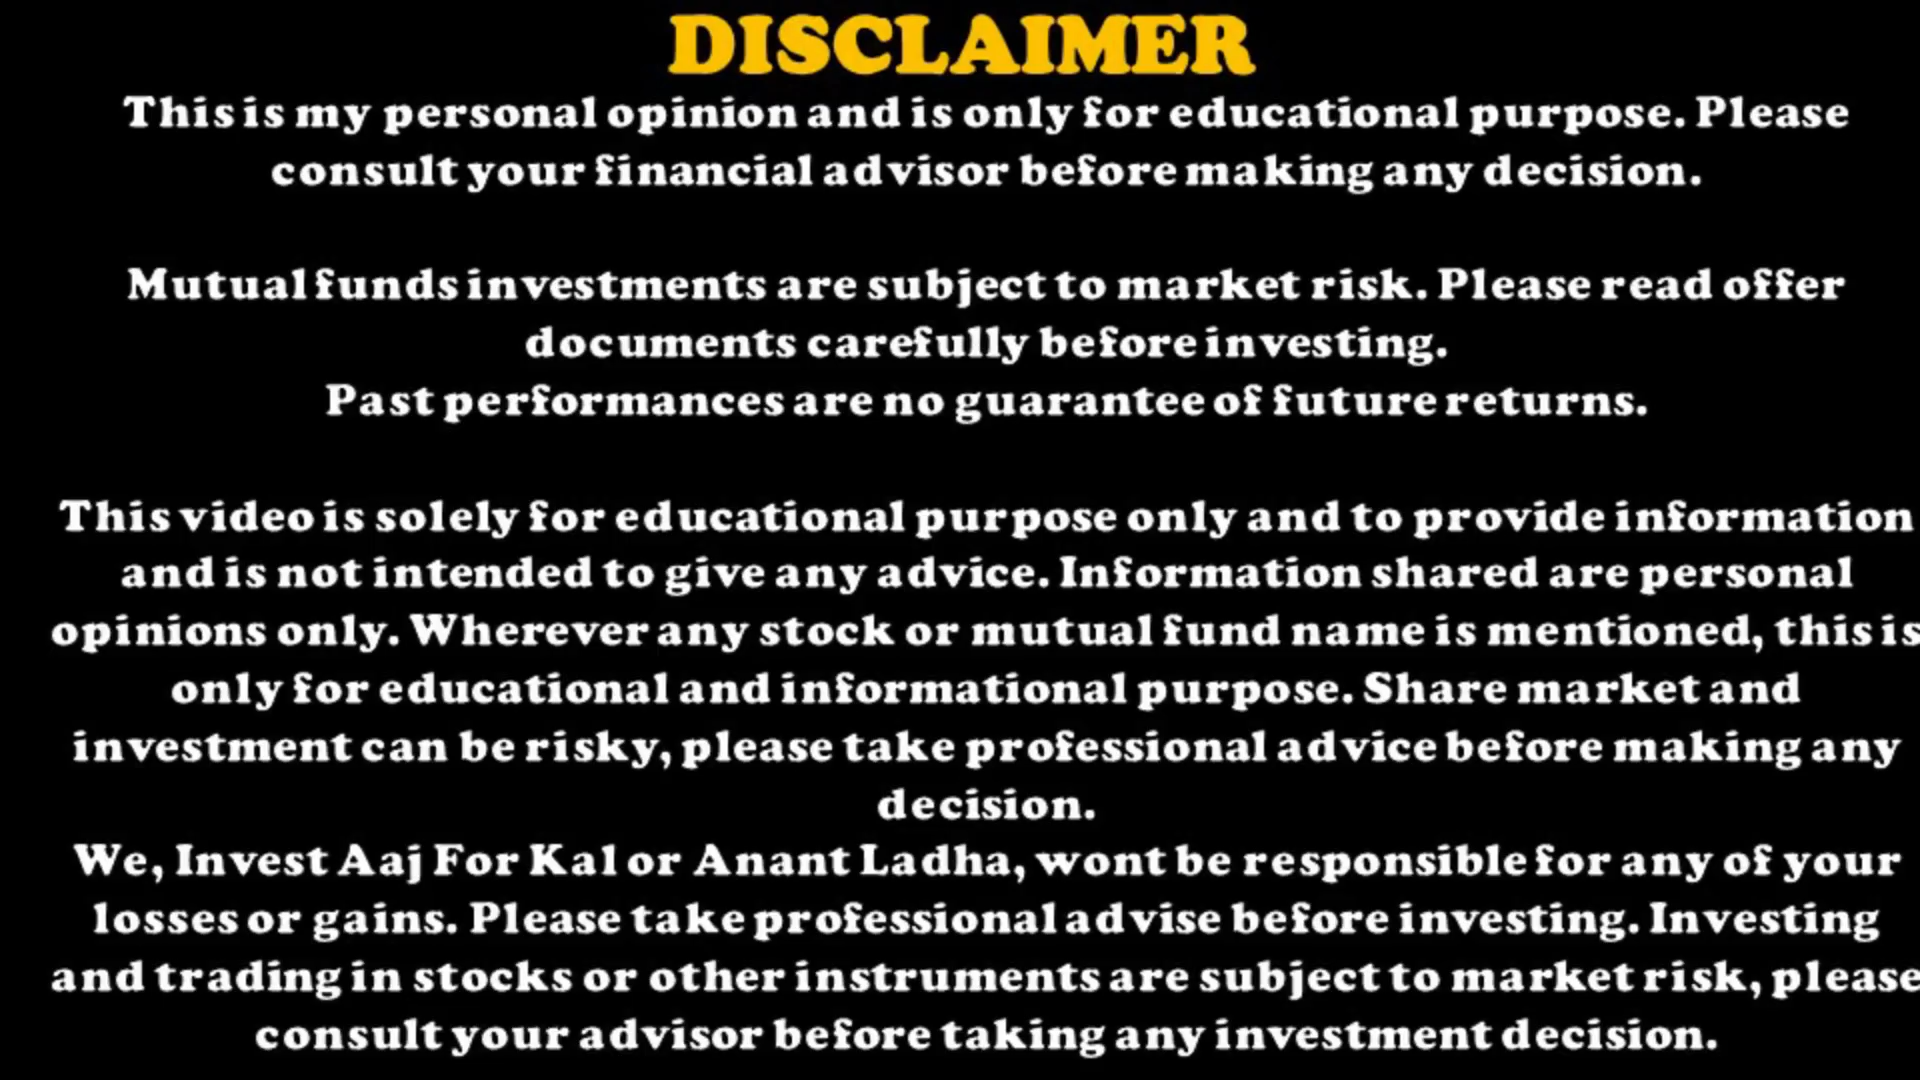 DISCLAIMER
This is my personal opinion and is only for educational purpose. Please
consult your financial advisor before making any decision.
Mutual funds investments are subject to market risk. Please read offer
documents carefully before investing.
Past performances are no guarantee of future returns.
This video is solely for educational purpose only and to provide information
and is not intended to give any advice. Information shared are personal
opinions only. Wherever any stock or mutual fund name is mentioned, this is
only for educational and informational purpose. Share market and
investment can be risky, please take professional advice before making any
decision.
We, Invest Aaj For Kal or Anant Ladha, wont be responsible for any of your
losses or gains. Please take professional advise before investing. Investing
and trading in stocks or other instruments are subject to market risk, please
consult your advisor before taking any investment decision.